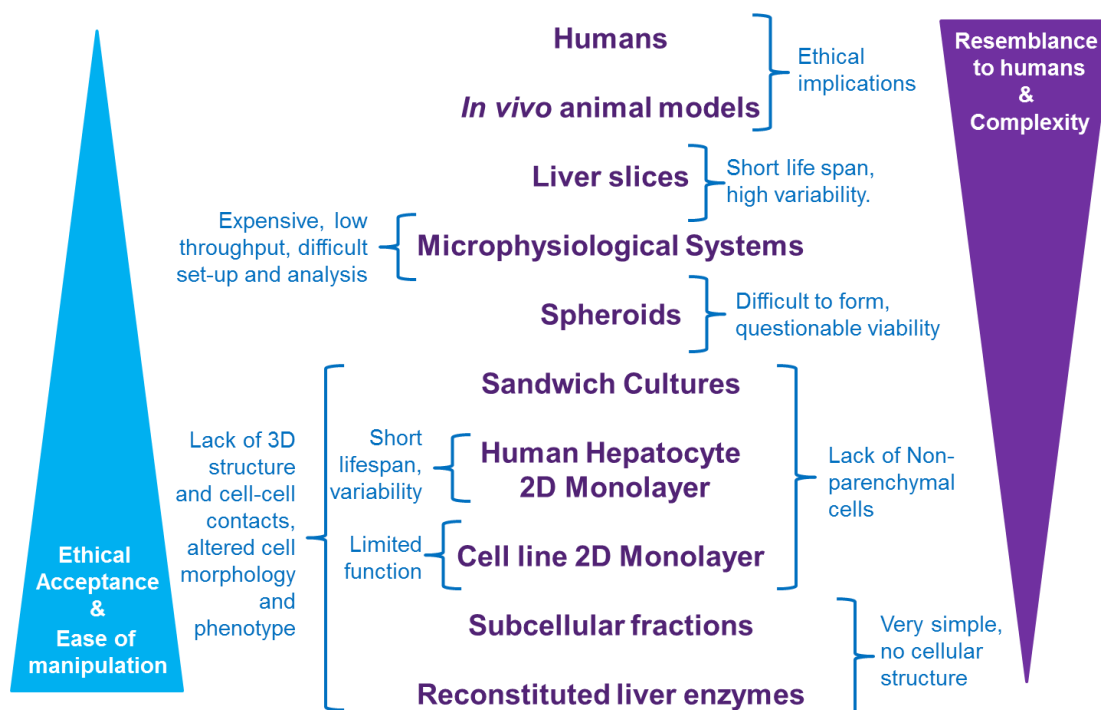 Humans
In vivo animal models
Ethical
implications
Resemblance
to humans
&
Complexity
Liver slices
Short life span,
high variability.
Expensive, low
throughput, difficult
set-up and analysis
Microphysiological Systems
Spheroids
Difficult to form,
questionable viability
Sandwich Cultures
Lack of 3D
structure
and cell-cell
contacts,
altered cell
morphology
and
phenotype
Short
lifespan,
variability
Human Hepatocyte
2D Monolayer
Lack of Non-
parenchymal
cells
Limited
function
Cell line 2D Monolayer
Ethical
Acceptance
&
Ease of
manipulation
Subcellular fractions
Reconstituted liver enzymes
Very simple,
no cellular
structure